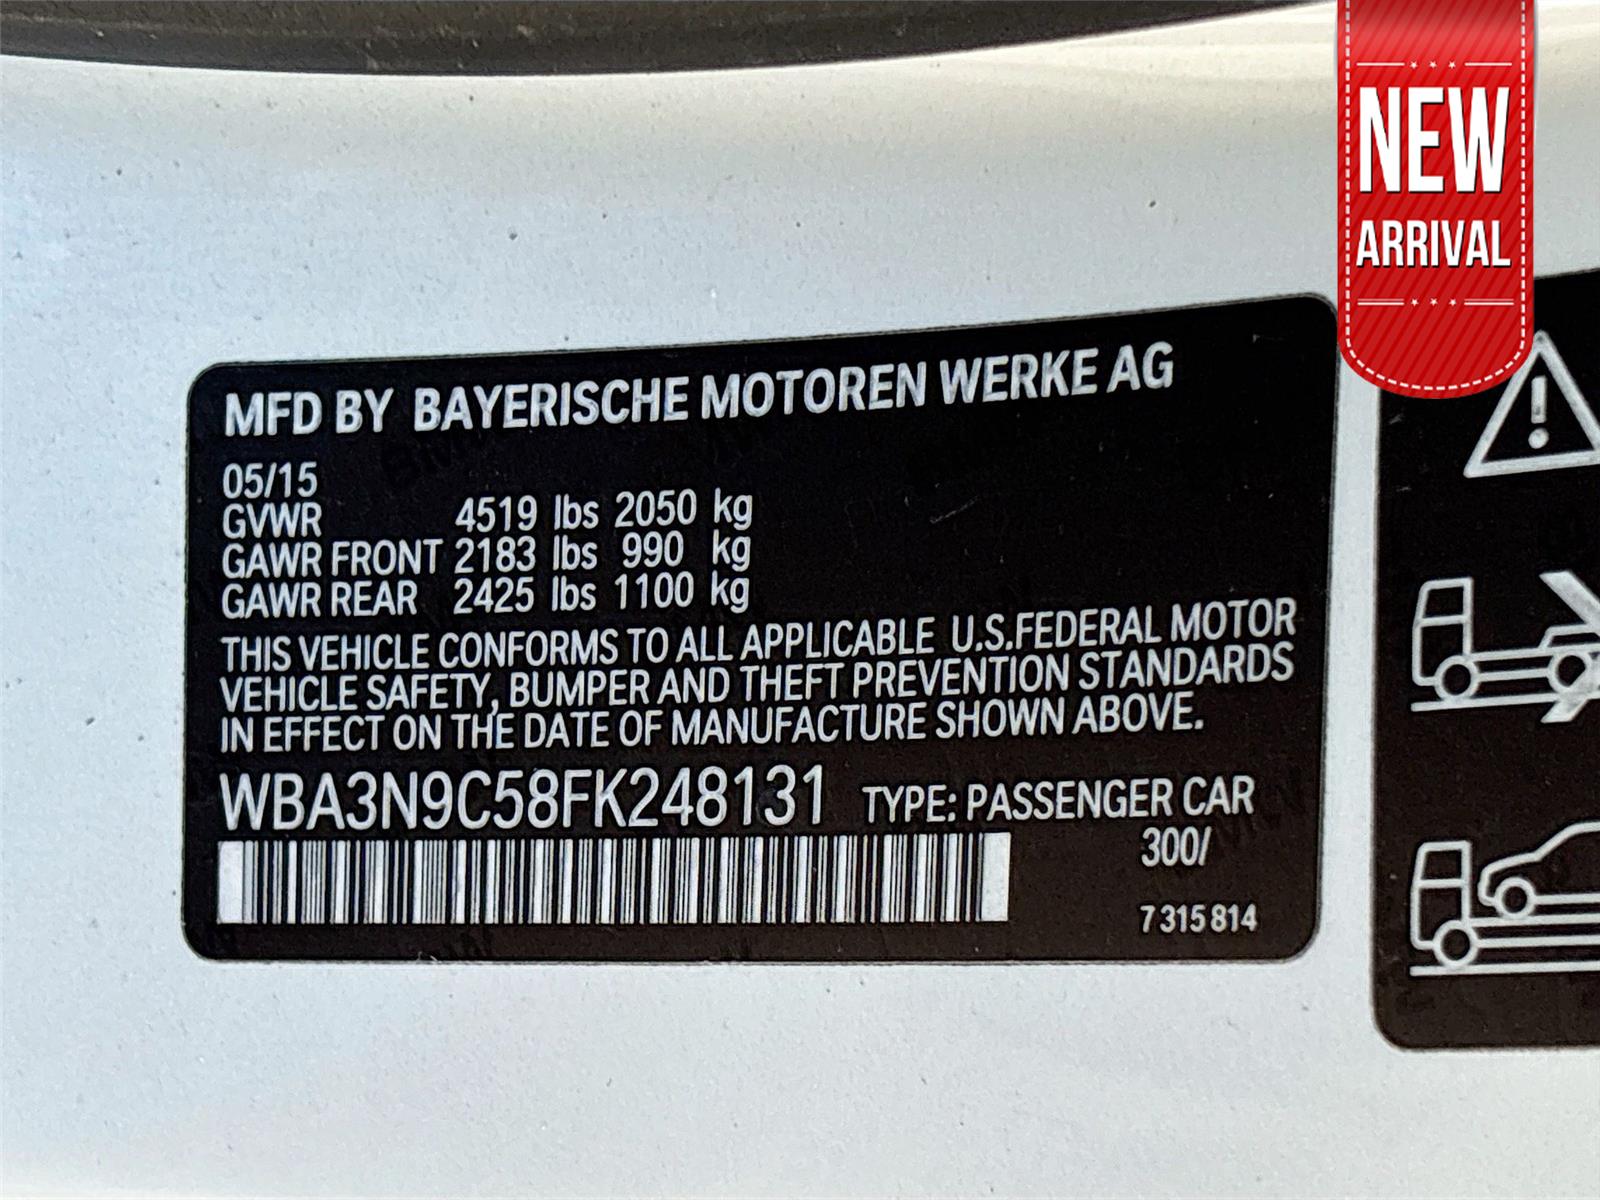 NEW
ARRIVAL
MFD BY BAYERISCHE MOTOREN WERKE AG
05/15
GVWR 4519 lbs 2050 kg
GAWR FRONT 2183 lbs 990 kg
GAWR REAR 2425 lbs 1100 kg
THIS VEHICLE CONFORMS TO ALL APPLICABLE U.S.FEDERAL MOTOR
VEHICLE SAFETY, BUMPER AND THEFT PREVENTION STANDARDS
IN EFFECT ON THE DATE OF MANUFACTURE SHOWN ABOVE.
WBA3N9C58FK248131 TYPE: PASSENGER CAR
300/
7 315 814